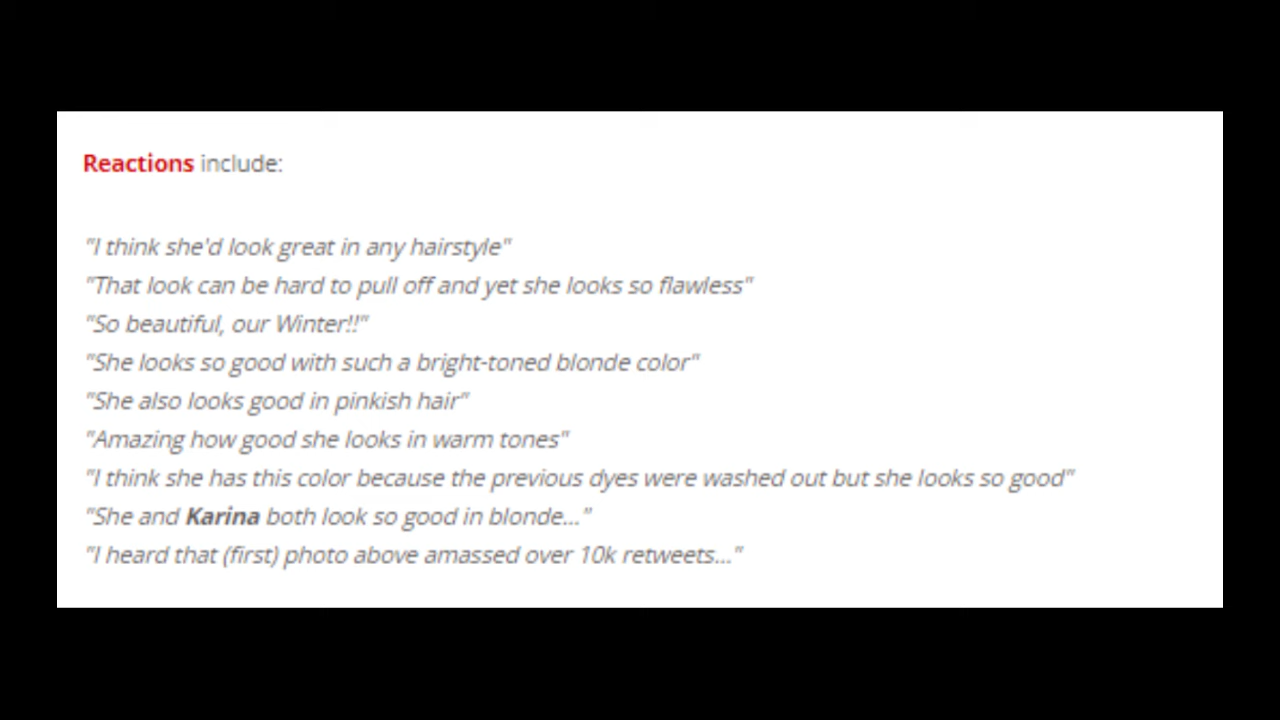 Reactions include:
"I think she'd look great in any hairstyle"
"That look can be hard to pull off and yet she looks so flawless"
"So beautiful, our Winter!!"
"She looks so good with such a bright-toned blonde color"
"She also looks good in pinkish hair"
"Amazing how good she looks in warm tones"
"I think she has this color because the previous dyes were washed out but she looks so good"
"She and Karina both look so good in blonde..."
"I heard that (first) photo above amassed over 10k retweets..."